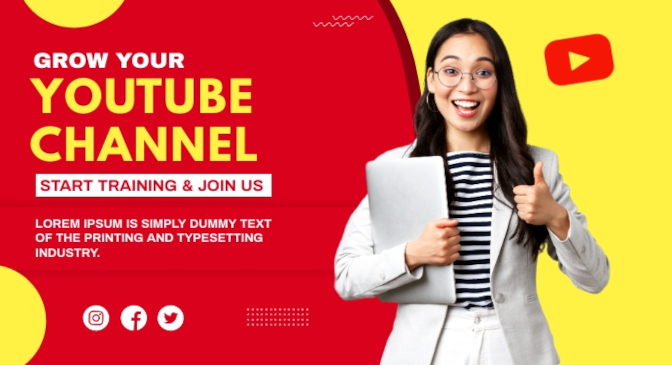 GROW YOUR
YOUTUBE
CHANNEL
START TRAINING & JOIN US
LOREM IPSUM IS SIMPLY DUMMY TEXT
OF THE PRINTING AND TYPESETTING
INDUSTRY.